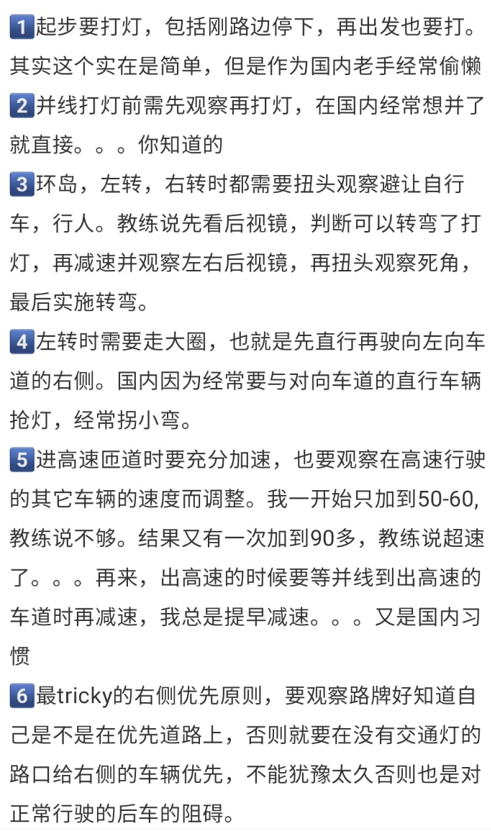 1️⃣起步要打灯，包括刚路边停下，再出发也要打。
其实这个实在是简单，但是作为国内老手经常偷懒
2️⃣并线打灯前需先观察再打灯，在国内经常想并了
就直接。。。你知道的
3️⃣环岛，左转，右转时都需要扭头观察避让自行
车，行人。教练说先看后视镜，判断可以转弯了打
灯，再减速并观察左右后视镜，再扭头观察死角，
最后实施转弯。
4️⃣左转时需要走大圈，也就是先直行再驶向左向车
道的右侧。国内因为经常要与对向车道的直行车辆
抢灯，经常拐小弯。
5️⃣进高速匝道时要充分加速，也要观察在高速行驶
的其它车辆的速度而调整。我一开始只加到50-60,
教练说不够。结果又有一次加到90多，教练说超速
了。。。再来，出高速的时候要等并线到出高速的
车道时再减速，我总是提早减速。。。又是国内习
惯
6️⃣最tricky的右侧优先原则，要观察路牌好知道自
己是不是在优先道路上，否则就要在没有交通灯的
路口给右侧的车辆优先，不能犹豫太久否则也是对
正常行驶的后车的阻碍。